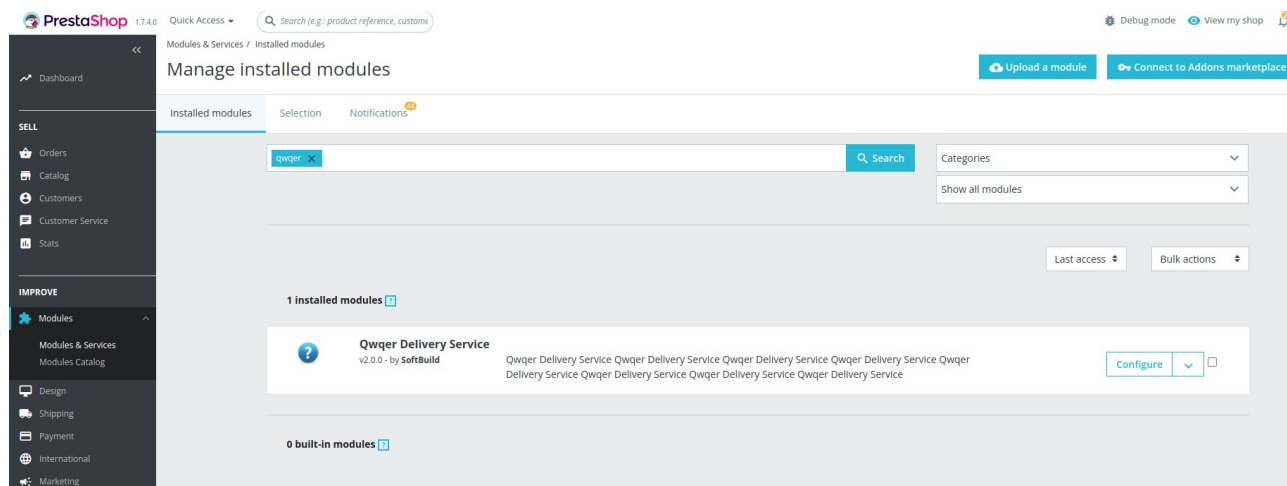 PrestaShop 1.7.4.0 Quick Access Search (e.g.: product reference, custome Debug mode View my shop
Modules & Services / Installed modules
Manage installed modules
Upload a module
Connect to Addons marketplace
Installed modules Selection Notifications 44
Dashboard
SELL
Orders
Catalog
Customers
Customer Service
Stats
IMPROVE
Modules
Modules & Services
Modules Catalog
Design
Shipping
Payment
International
Marketing
qwqer Search
Categories
Show all modules
Last access Bulk actions
1 installed modules ?
Qwqer Delivery Service
v2.0.0 - by SoftBuild
Qwqer Delivery Service Qwqer Delivery Service Qwqer Delivery Service Qwqer Delivery Service Qwqer
Delivery Service Qwqer Delivery Service Qwqer Delivery Service Qwqer Delivery Service
Configure
0 built-in modules ?